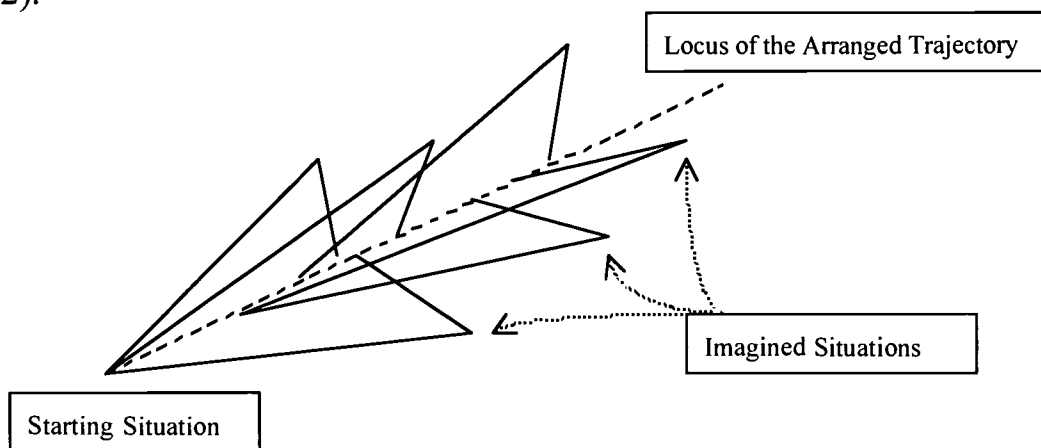 2).
Locus of the Arranged Trajectory
Imagined Situations
Starting Situation